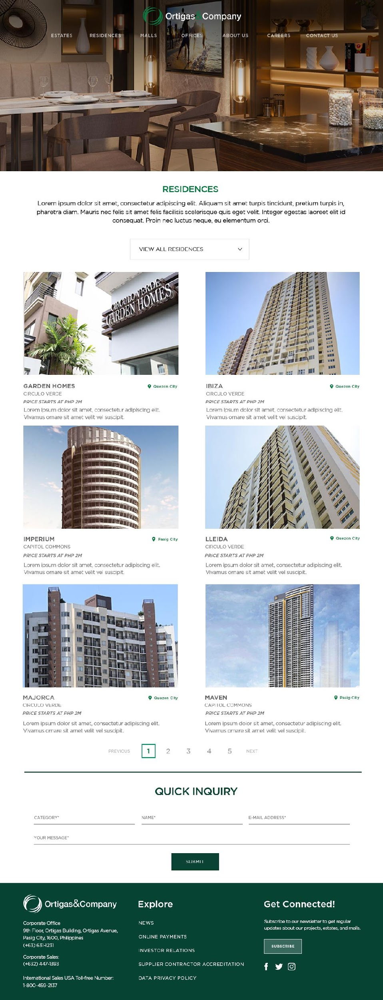 Ortigas&Company
ESTATES RESIDENCES MALLS OFFICES ABOUT US CAREERS CONTACT US
RESIDENCES
Lorem ipsum dolor sit amet, consectetur adipiscing elit. Aliquam sit amet turpis tincidunt, pretium turpis in,
pharetra diam. Mauris nec felis sit amet felis facilisis scelerisque quis eget velit. Integer egestas laoreet elit id
consequat. Proin nec luctus neque, eu elementum orci.
VIEW ALL RESIDENCES
CIRCULO VERDE
GARDEN HOMES
GARDEN HOMES
Quezon City
CIRCULO VERDE
PRICE STARTS AT PHP 2M
Lorem ipsum dolor sit amet, consectetur adipiscing elit.
Vivamus ornare sit amet velit vel suscipit.
IBIZA
Quezon City
CIRCULO VERDE
PRICE STARTS AT PHP 2M
Lorem ipsum dolor sit amet, consectetur adipiscing elit.
Vivamus ornare sit amet velit vel suscipit.
IMPERIUM
Pasig City
CAPITOL COMMONS
PRICE STARTS AT PHP 2M
Lorem ipsum dolor sit amet, consectetur adipiscing elit.
Vivamus ornare sit amet velit vel suscipit.
LLEIDA
Quezon City
CIRCULO VERDE
PRICE STARTS AT PHP 2M
Lorem ipsum dolor sit amet, consectetur adipiscing elit.
Vivamus ornare sit amet velit vel suscipit.
MAJORCA
Quezon City
CIRCULO VERDE
PRICE STARTS AT PHP 2M
Lorem ipsum dolor sit amet, consectetur adipiscing elit.
Vivamus ornare sit amet velit vel suscipit.
MAVEN
Pasig City
CAPITOL COMMONS
PRICE STARTS AT PHP 2M
Lorem ipsum dolor sit amet, consectetur adipiscing elit.
Vivamus ornare sit amet velit vel suscipit.
PREVIOUS 1 2 3 4 5 NEXT
QUICK INQUIRY
CATEGORY* NAME* E-MAIL ADDRESS*
YOUR MESSAGE*
SUBMIT
Ortigas&Company
Corporate Office
9th Floor, Ortigas Building, Ortigas Avenue,
Pasig City, 1600, Philippines
(+63) 631-1231
Corporate Sales:
(+632) 447-1393
International Sales USA Toll-free Number:
1-800-459-2137
Explore
NEWS
ONLINE PAYMENTS
INVESTOR RELATIONS
SUPPLIER CONTRACTOR ACCREDITATION
DATA PRIVACY POLICY
Get Connected!
Subscribe to our newsletter to get regular
updates about our projects, estates, and malls.
SUBSCRIBE